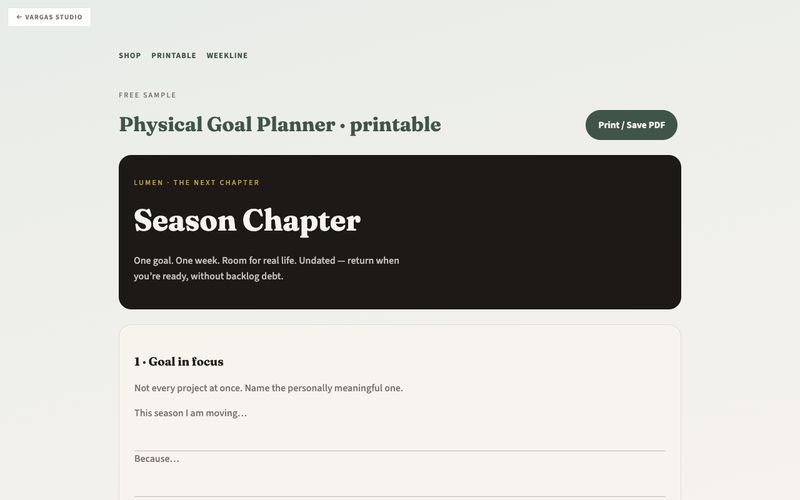 ← VARGAS STUDIO
SHOP PRINTABLE WEEKLINE
FREE SAMPLE
Physical Goal Planner · printable
Print / Save PDF
LUMEN · THE NEXT CHAPTER
Season Chapter
One goal. One week. Room for real life. Undated — return when
you’re ready, without backlog debt.
1 · Goal in focus
Not every project at once. Name the personally meaningful one.
This season I am moving…
Because…